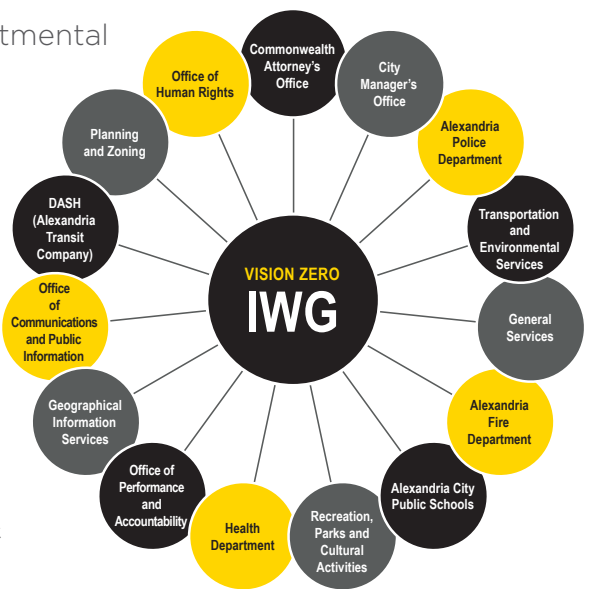 tmental
Commonwealth
Attorney's
Office
City
Manager's
Office
Alexandria
Police
Department
Transportation
and
Environmental
Services
General
Services
Alexandria
Fire
Department
Alexandria City
Public Schools
Recreation,
Parks and
Cultural
Activities
Health
Department
Office of
Performance
and
Accountability
Geographical
Information
Services
Office
of
Communications
and Public
Information
DASH
(Alexandria
Transit
Company)
Planning
and Zoning
Office of
Human Rights
VISION ZERO
IWG